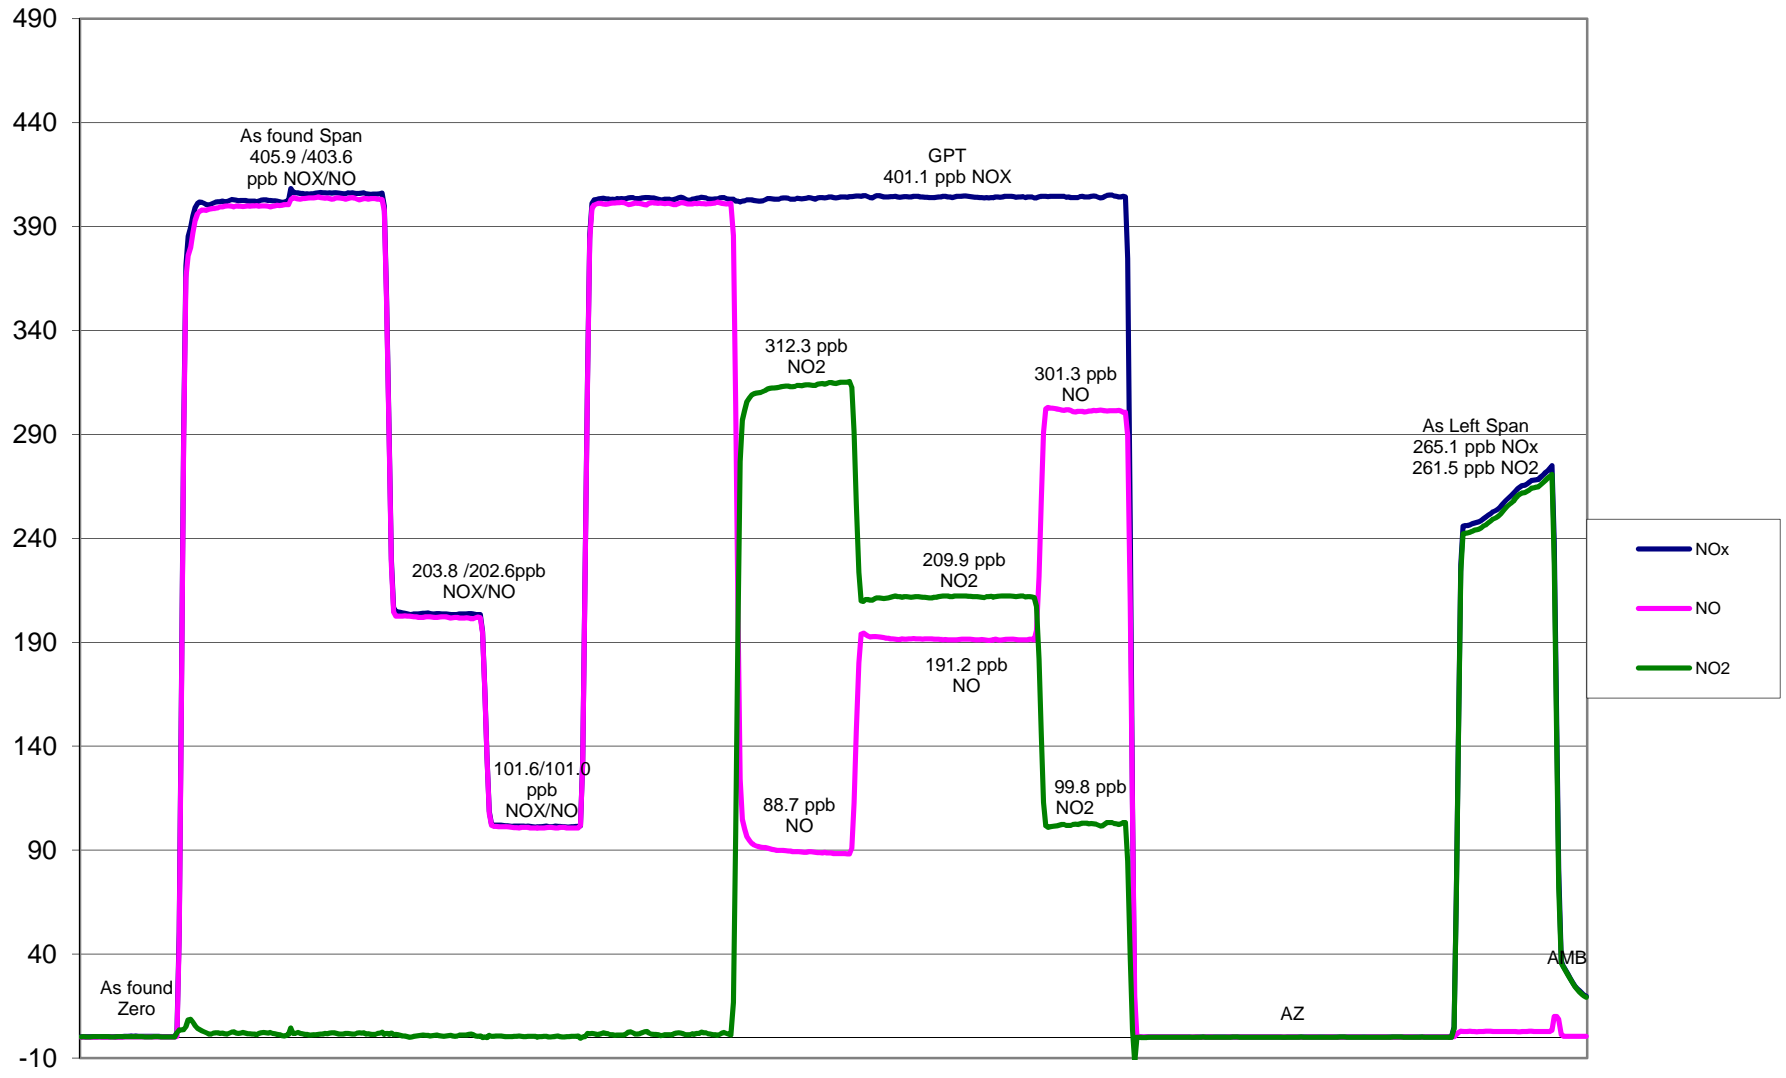 490
440
390
340
290
240
190
140
90
40
-10
As found Span
405.9 /403.6
ppb NOX/NO
GPT
401.1 ppb NOX
312.3 ppb
NO2
301.3 ppb
NO
As Left Span
265.1 ppb NOx
261.5 ppb NO2
203.8 /202.6ppb
NOX/NO
209.9 ppb
NO2
191.2 ppb
NO
101.6/101.0
ppb
NOX/NO
88.7 ppb
NO
99.8 ppb
NO2
As found
Zero
AZ
AMB
NOx
NO
NO2